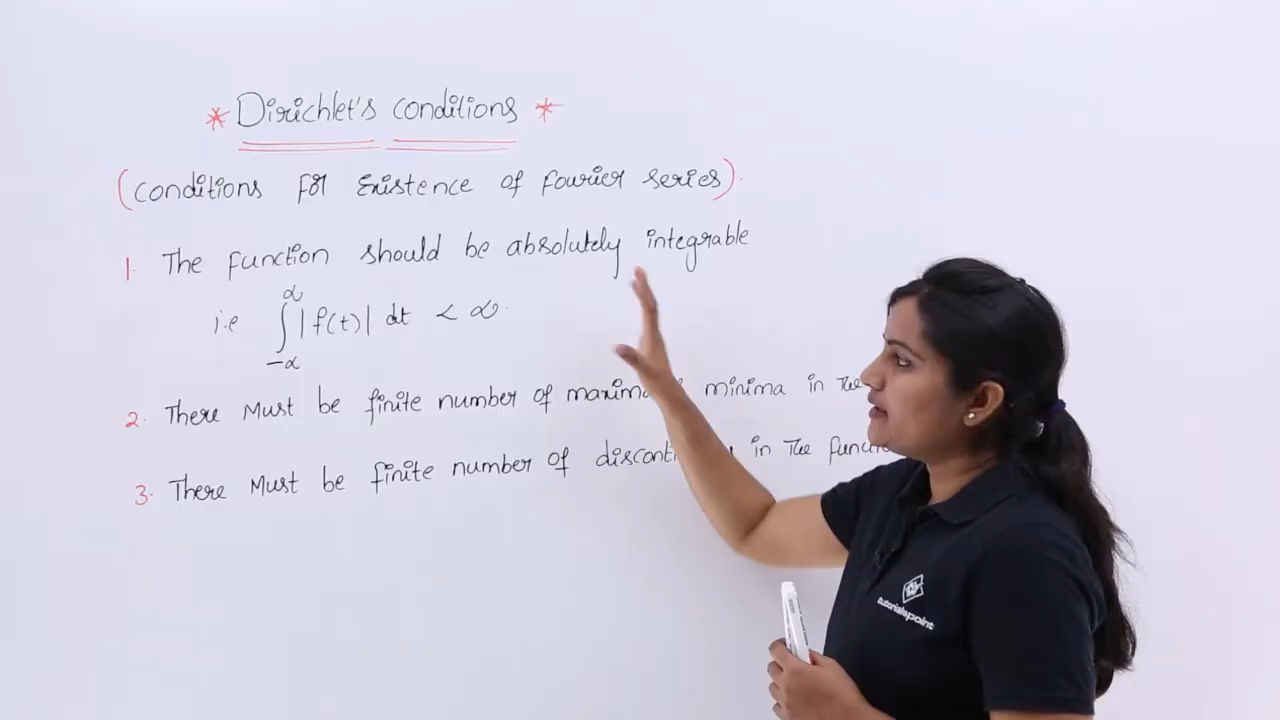 * Dirichlet's conditions *
(conditions for Existence of fourier series).
1. The function should be absolutely integrable
i.e ∫_{-∞}^{∞} |f(t)| dt < ∞.
2. There Must be finite number of minima in the
3. There Must be finite number of in The
tutorialspoint